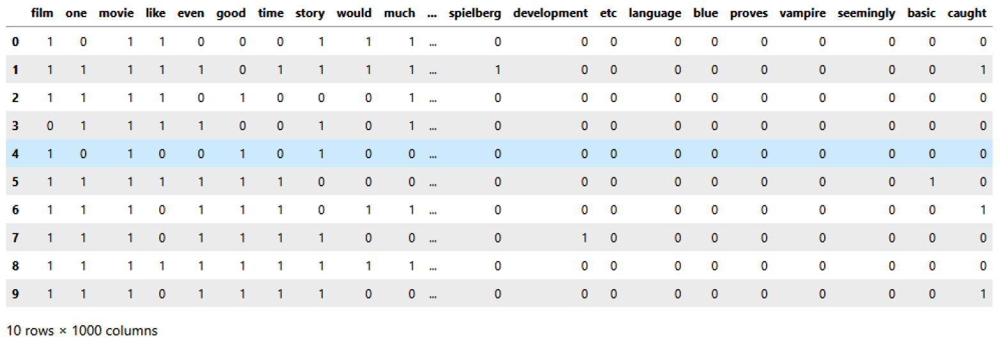 film one movie like even good time story would much ... spielberg development etc language blue proves vampire seemingly basic caught
0 1 0 1 1 0 0 0 1 1 1 ... 0 0 0 0 0 0 0 0 0 0
1 1 1 1 1 1 0 1 1 1 1 ... 1 0 0 0 0 0 0 0 0 1
2 1 1 1 1 0 1 0 0 0 1 ... 0 0 0 0 0 0 0 0 0 0
3 0 1 1 1 1 0 0 1 0 1 ... 0 0 0 0 0 0 0 0 0 0
4 1 0 1 0 0 1 0 1 0 0 ... 0 0 0 0 0 0 0 0 0 0
5 1 1 1 1 1 1 1 0 0 0 ... 0 0 0 0 0 0 0 0 1 0
6 1 1 1 0 1 1 1 0 1 1 ... 0 0 0 0 0 0 0 0 0 1
7 1 1 1 0 1 1 1 1 0 0 ... 0 1 0 0 0 0 0 0 0 0
8 1 1 1 1 1 1 1 1 1 1 ... 0 0 0 0 0 0 0 0 0 0
9 1 1 1 0 1 1 1 1 0 0 ... 0 0 0 0 0 0 0 0 0 1
10 rows × 1000 columns